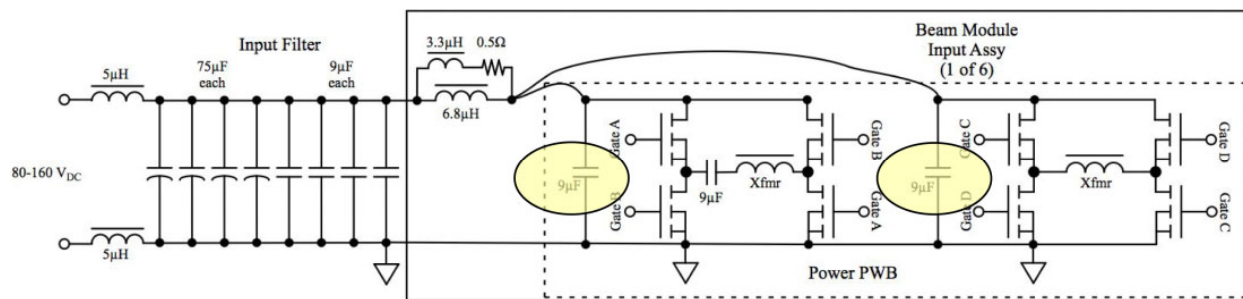 Input Filter
5µH
75µF
each
9µF
each
80-160 VDC
5µH
3.3µH
0.5Ω
6.8µH
Beam Module
Input Assy
(1 of 6)
Gate A
Gate B
9µF
9µF
Xfmr
Gate B
Gate A
Gate C
Gate D
9µF
Xfmr
Gate D
Gate C
Power PWB